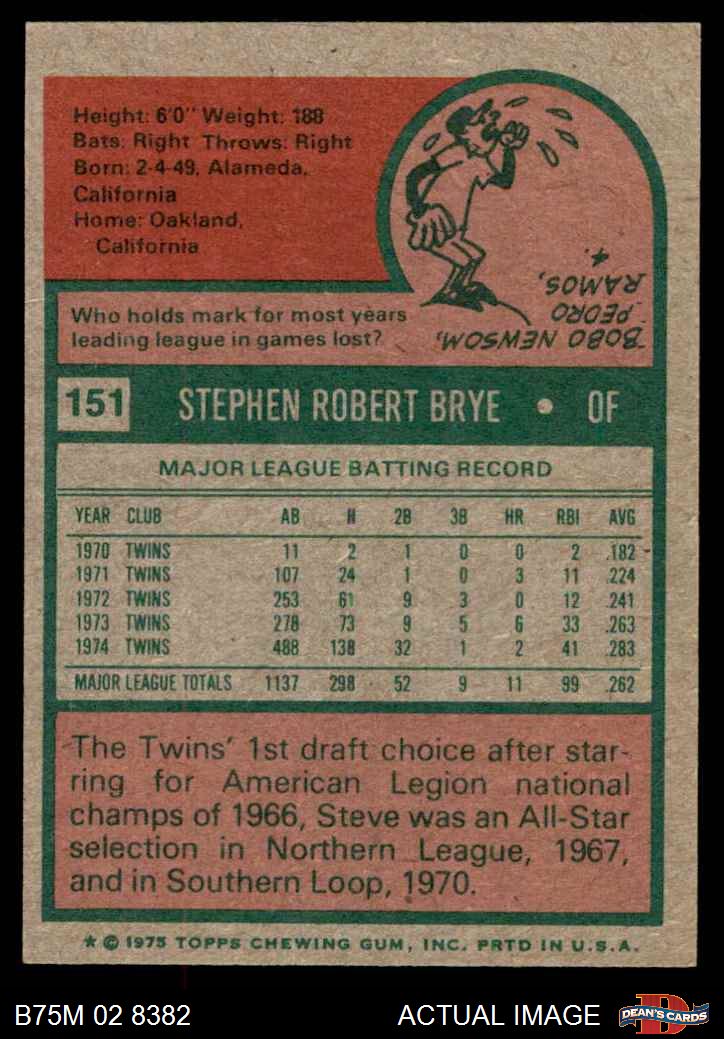 Height: 6'0" Weight: 188
Bats: Right Throws: Right
Born: 2-4-49, Alameda,
California
Home: Oakland,
California
Who holds mark for most years
leading league in games lost?
BOBO NEWSOM,
PEDRO
RAMOS,
4.
151 STEPHEN ROBERT BRYE • OF
MAJOR LEAGUE BATTING RECORD
YEAR CLUB AB H 2B 3B HR RBI AVG
1970 TWINS 11 2 1 0 0 2 .182
1971 TWINS 107 24 1 0 3 11 .224
1972 TWINS 253 61 9 3 0 12 .241
1973 TWINS 278 73 9 5 6 33 .263
1974 TWINS 488 138 32 1 2 41 .283
MAJOR LEAGUE TOTALS 1137 298 52 9 11 99 .262
The Twins' 1st draft choice after star-
ring for American Legion national
champs of 1966, Steve was an All-Star
selection in Northern League, 1967,
and in Southern Loop, 1970.
* © 1975 TOPPS CHEWING GUM, INC. PRTD IN U.S.A.
B75M 02 8382 ACTUAL IMAGE D DEAN'S CARDS